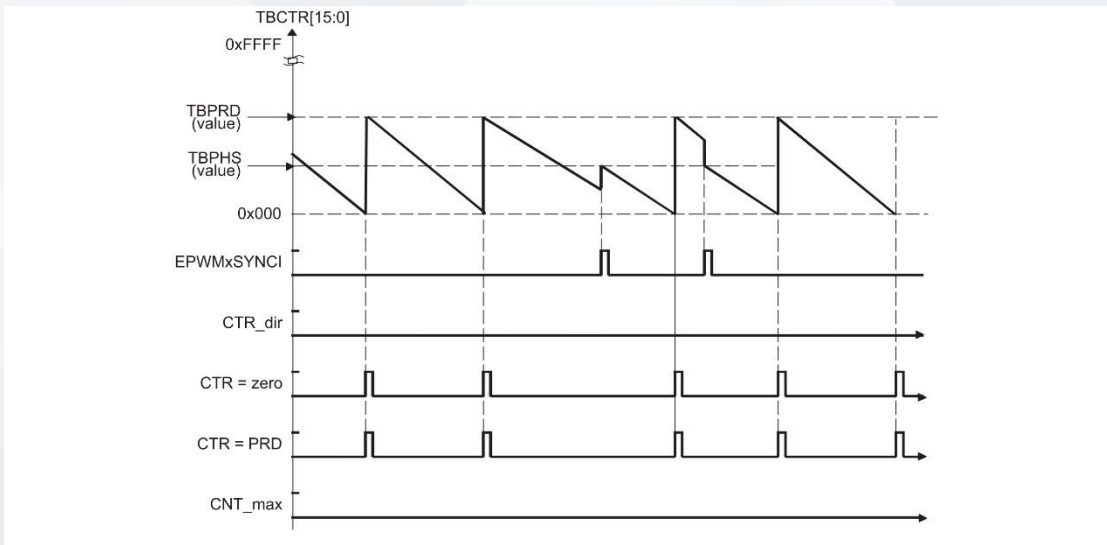 TBCTR[15:0]
0xFFFF
TBPRD
(value)
TBPHS
(value)
0x000
EPWMxSYNCI
CTR_dir
CTR = zero
CTR = PRD
CNT_max